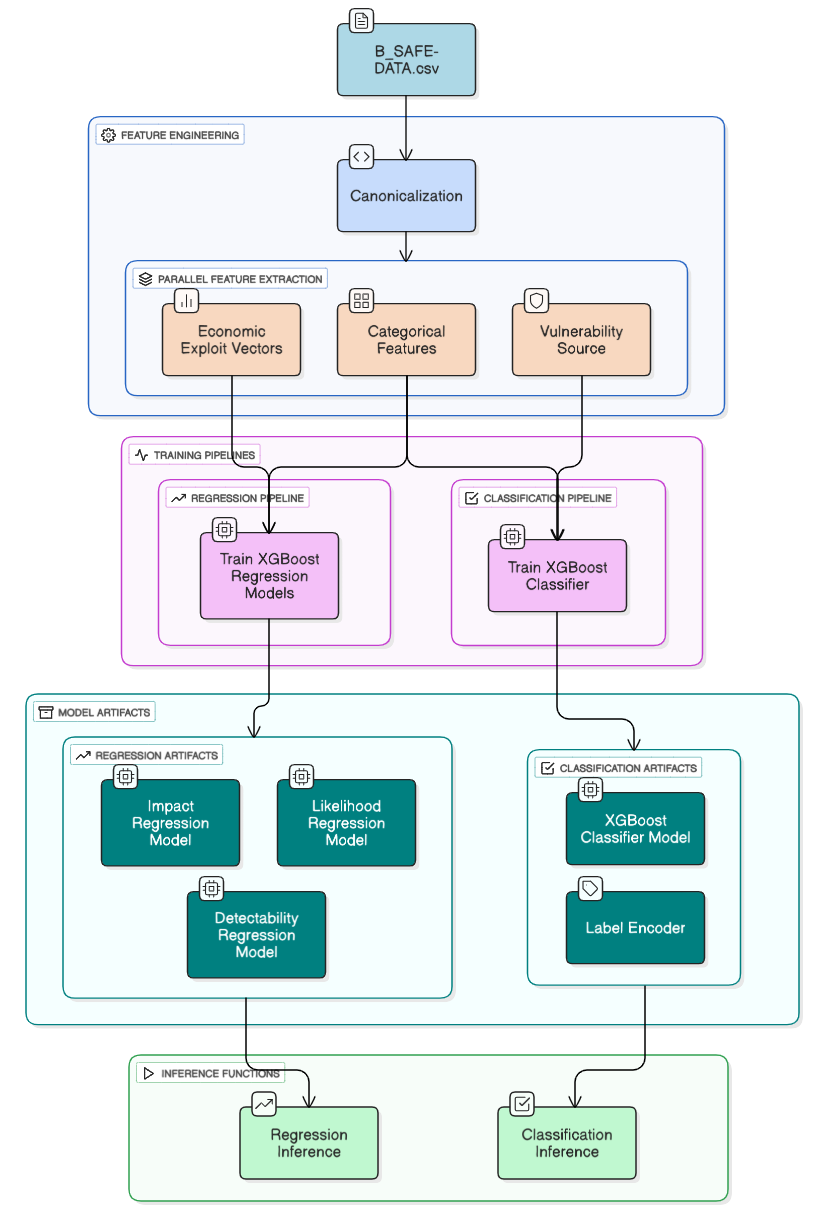 B_SAFE-
DATA.csv
FEATURE ENGINEERING
Canonicalization
PARALLEL FEATURE EXTRACTION
Economic
Exploit Vectors
Categorical
Features
Vulnerability
Source
TRAINING PIPELINES
REGRESSION PIPELINE
CLASSIFICATION PIPELINE
Train XGBoost
Regression
Models
Train XGBoost
Classifier
MODEL ARTIFACTS
REGRESSION ARTIFACTS
CLASSIFICATION ARTIFACTS
Impact
Regression
Model
Likelihood
Regression
Model
XGBoost
Classifier Model
Detectability
Regression
Model
Label Encoder
INFERENCE FUNCTIONS
Regression
Inference
Classification
Inference